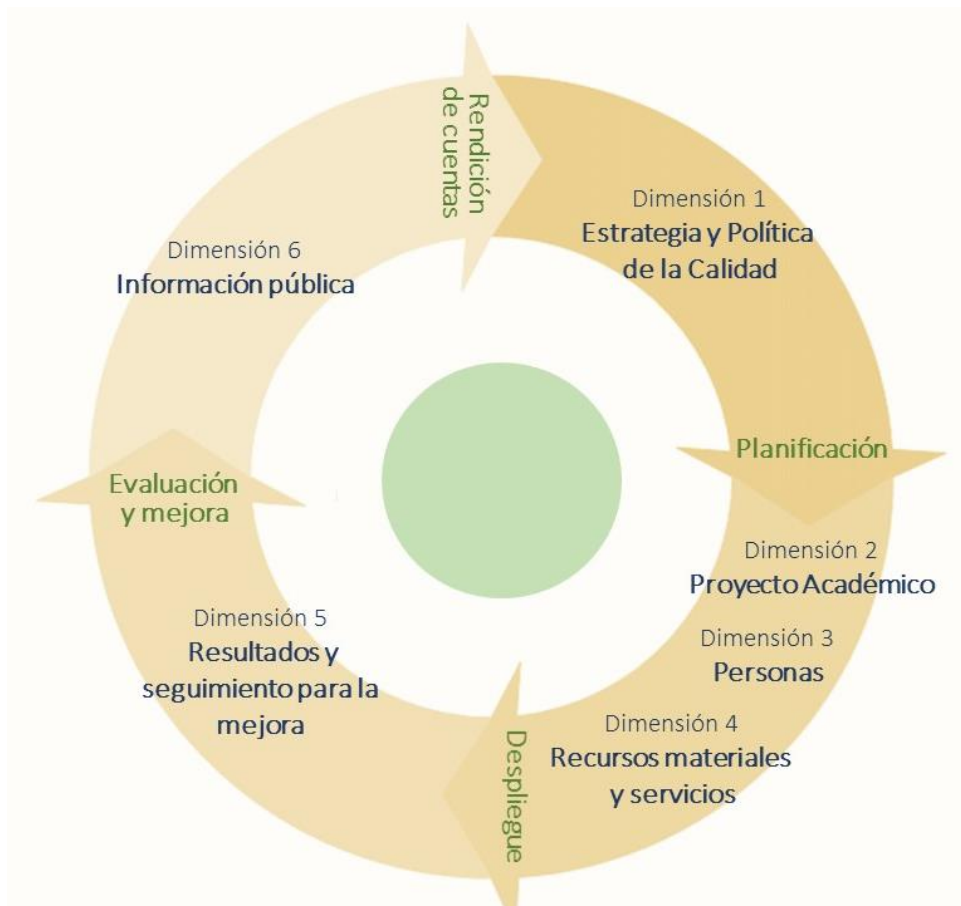 Rendición
de cuentas
Dimensión 1
Estrategia y Política
de la Calidad
Planificación
Dimensión 2
Proyecto Académico
Dimensión 3
Personas
Dimensión 4
Recursos materiales
y servicios
Despliegue
Dimensión 5
Resultados y
seguimiento para la
mejora
Evaluación
y mejora
Dimensión 6
Información pública